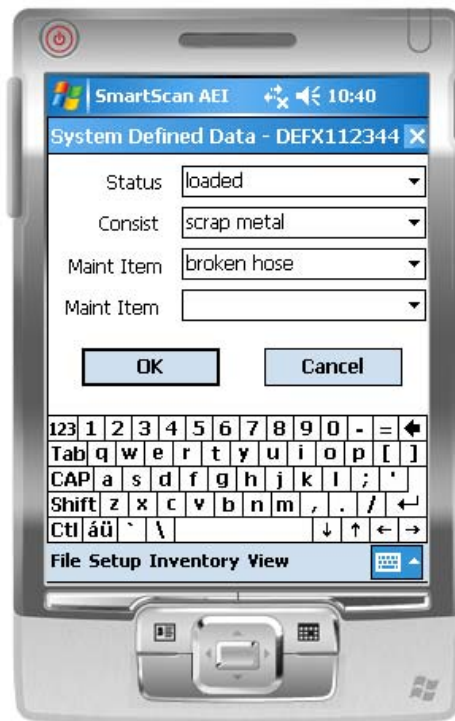 SmartScan AEI 10:40
System Defined Data - DEFX112344
Status loaded
Consist scrap metal
Maint Item broken hose
Maint Item
OK Cancel
123 1 2 3 4 5 6 7 8 9 0 - =
Tab q w e r t y u i o p [ ]
CAP a s d f g h j k l ; '
Shift z x c v b n m , . /
Ctl áü ` \
File Setup Inventory View